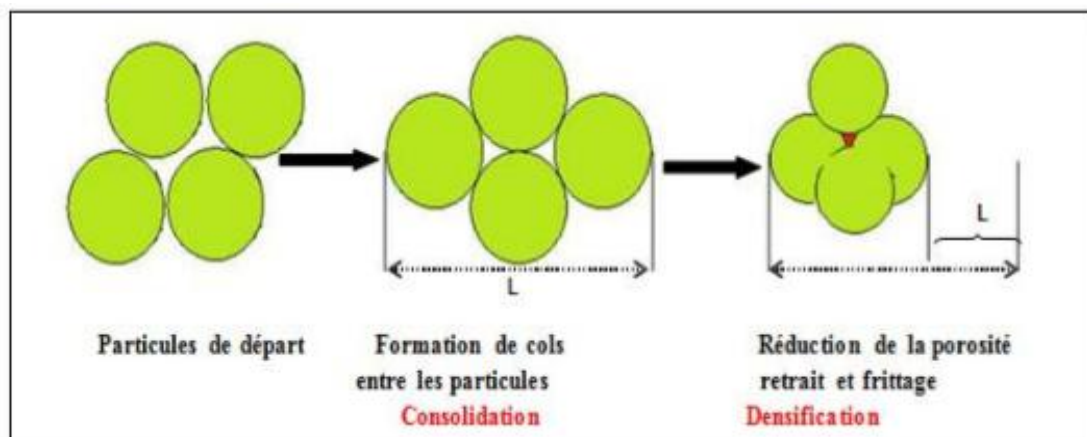 L
L
Particules de départ
Formation de cols
entre les particules
Consolidation
Réduction de la porosité
retrait et frittage
Densification